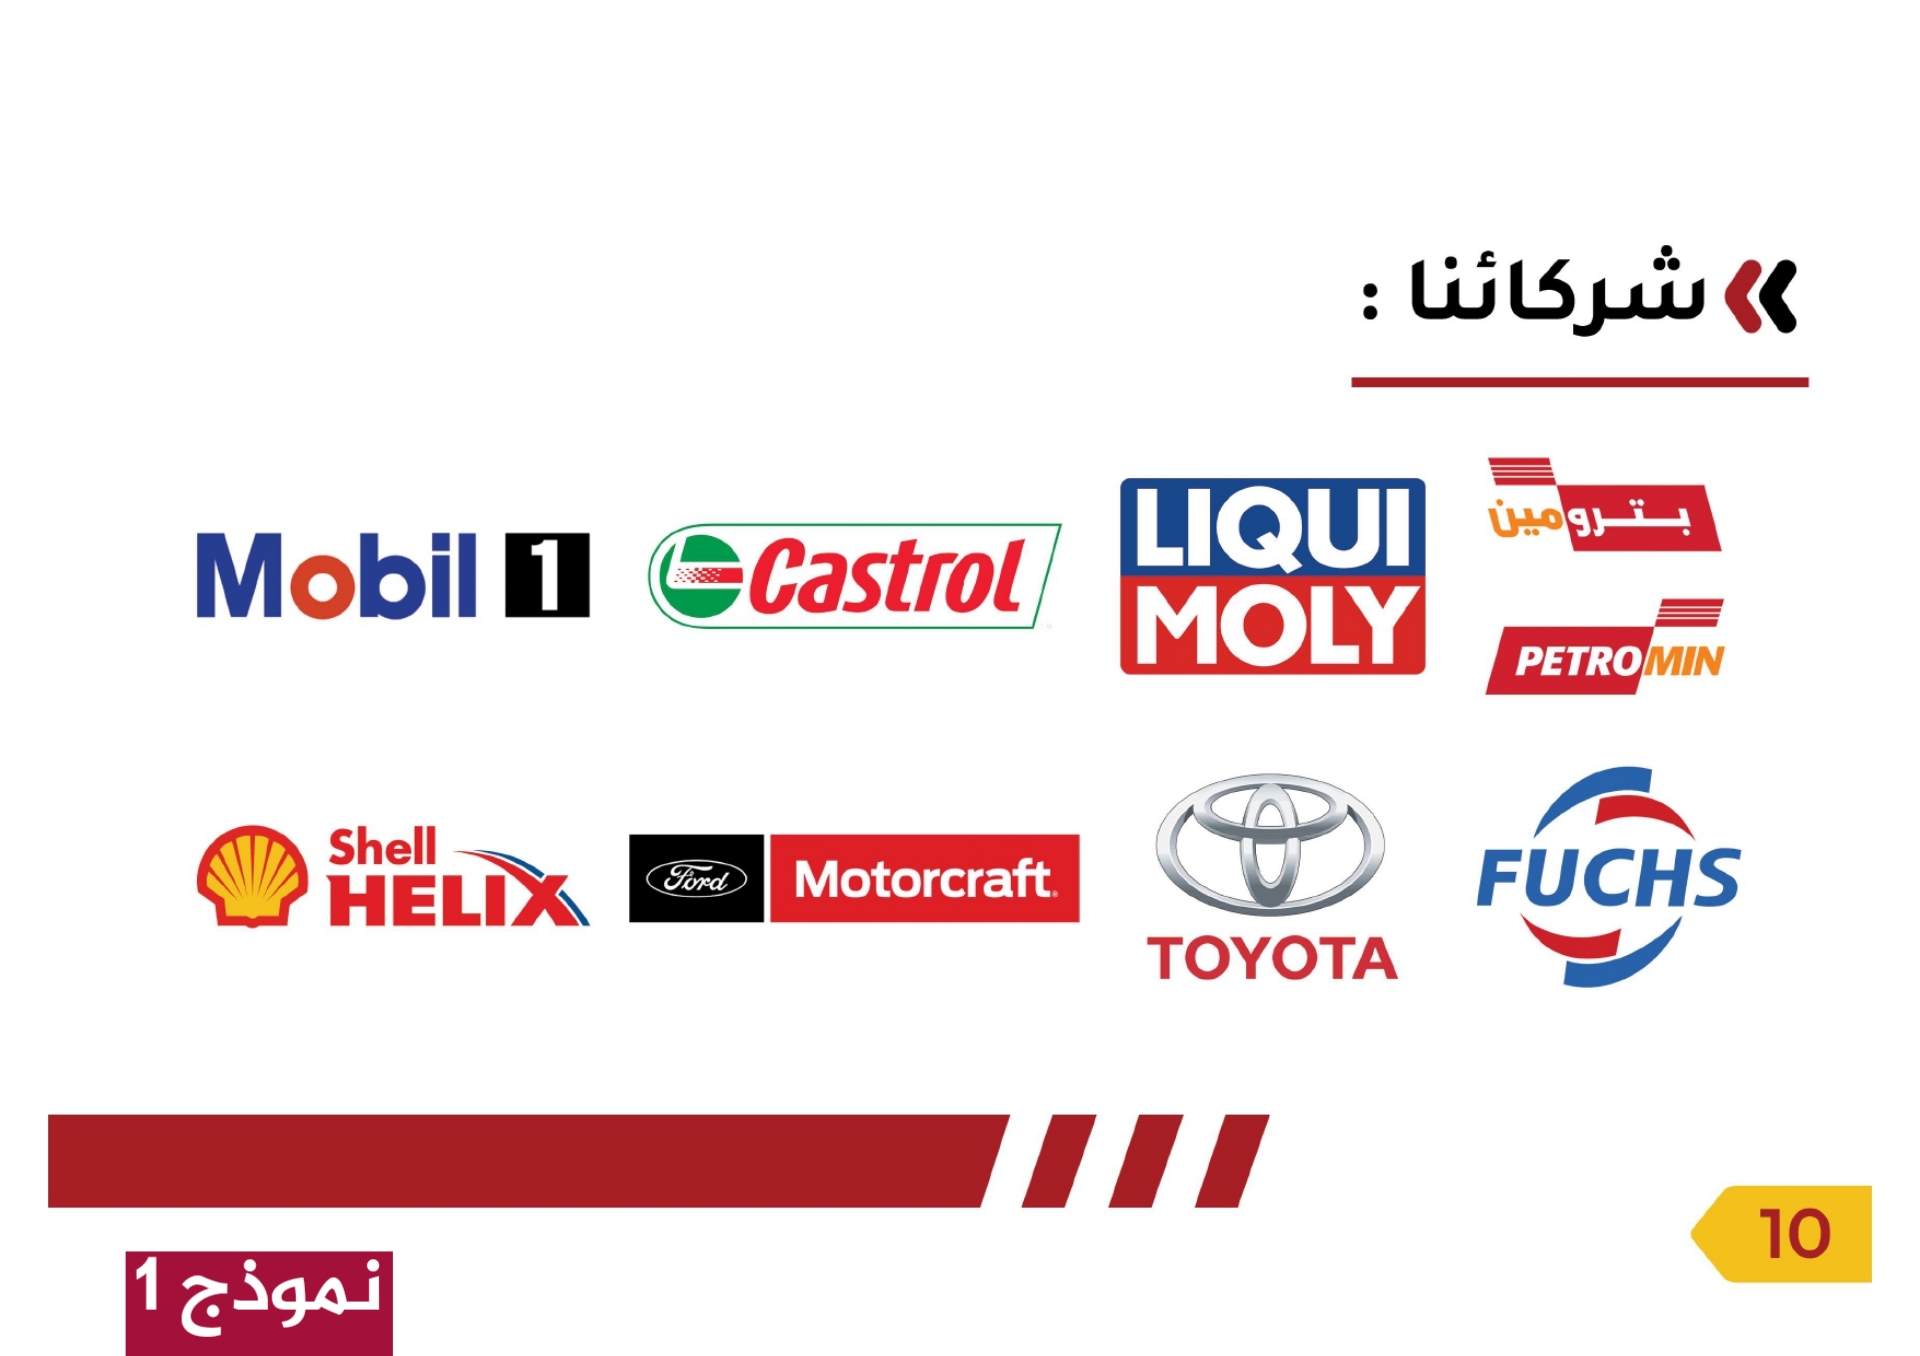 شركائنا :
بترومين
PETROMIN
LIQUI
MOLY
Castrol
Mobil 1
FUCHS
TOYOTA
Ford Motorcraft
Shell
HELIX
10
نموذج 1